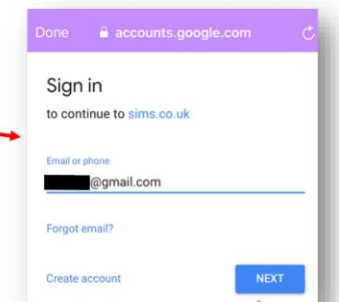 Done accounts.google.com
Sign in
to continue to sims.co.uk
Email or phone
@gmail.com
Forgot email?
Create account NEXT